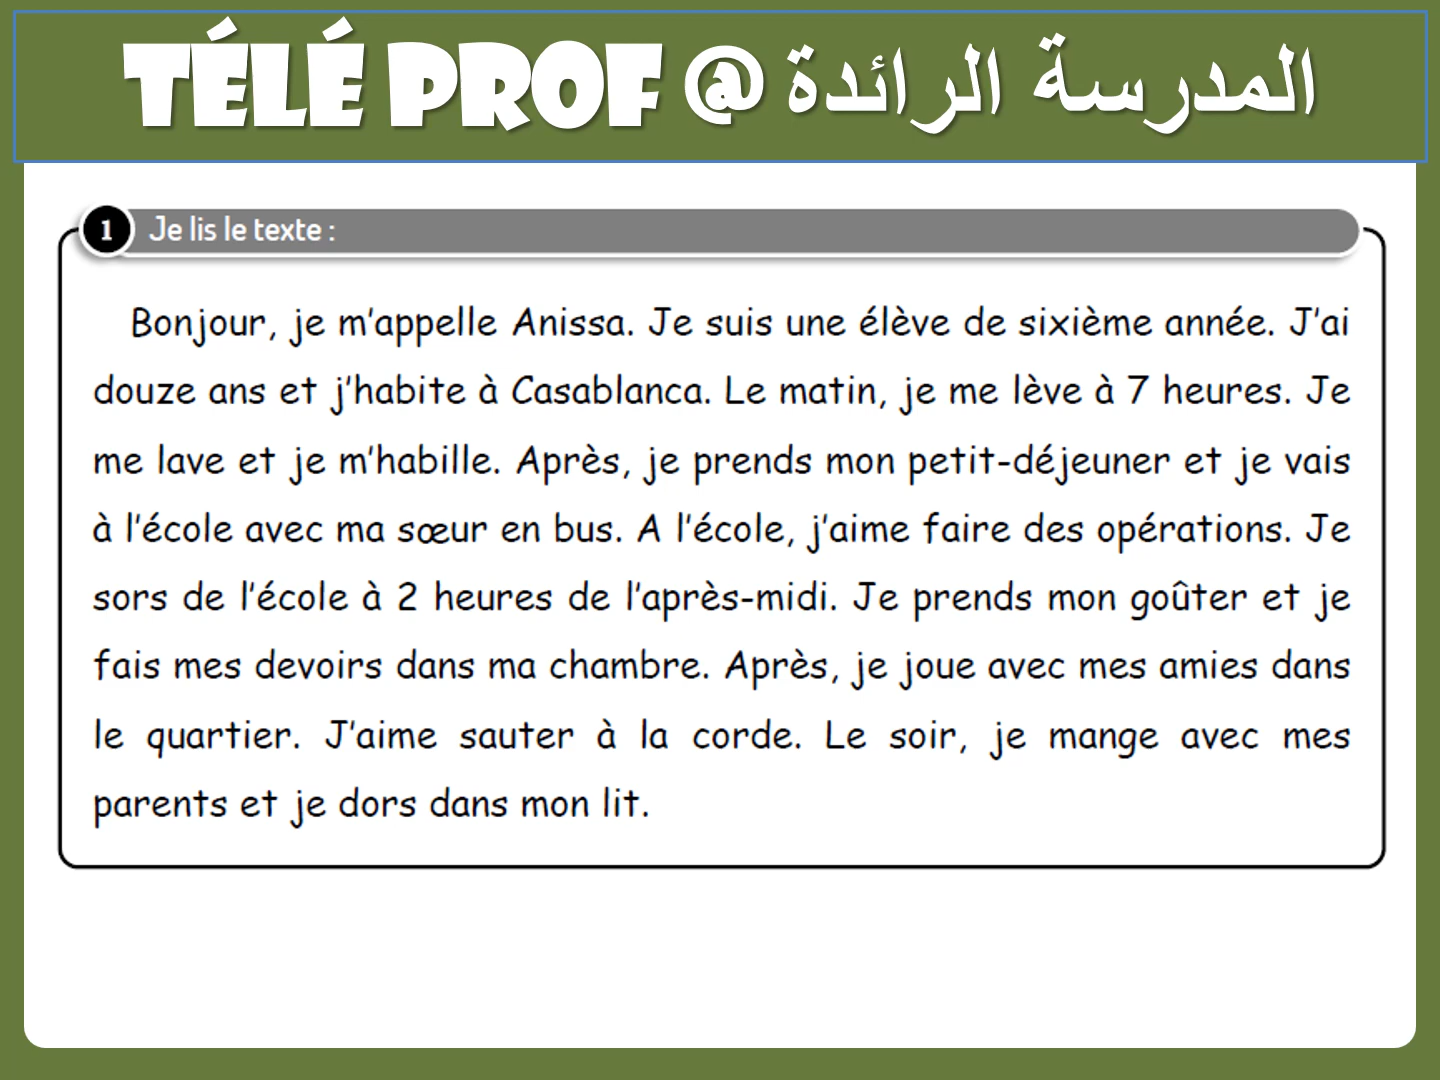 TÉLÉ PROF @ المدرسة الرائدة
1 Je lis le texte :
Bonjour, je m'appelle Anissa. Je suis une élève de sixième année. J'ai
douze ans et j'habite à Casablanca. Le matin, je me lève à 7 heures. Je
me lave et je m'habille. Après, je prends mon petit-déjeuner et je vais
à l'école avec ma sœur en bus. A l'école, j'aime faire des opérations. Je
sors de l'école à 2 heures de l'après-midi. Je prends mon goûter et je
fais mes devoirs dans ma chambre. Après, je joue avec mes amies dans
le quartier. J'aime sauter à la corde. Le soir, je mange avec mes
parents et je dors dans mon lit.